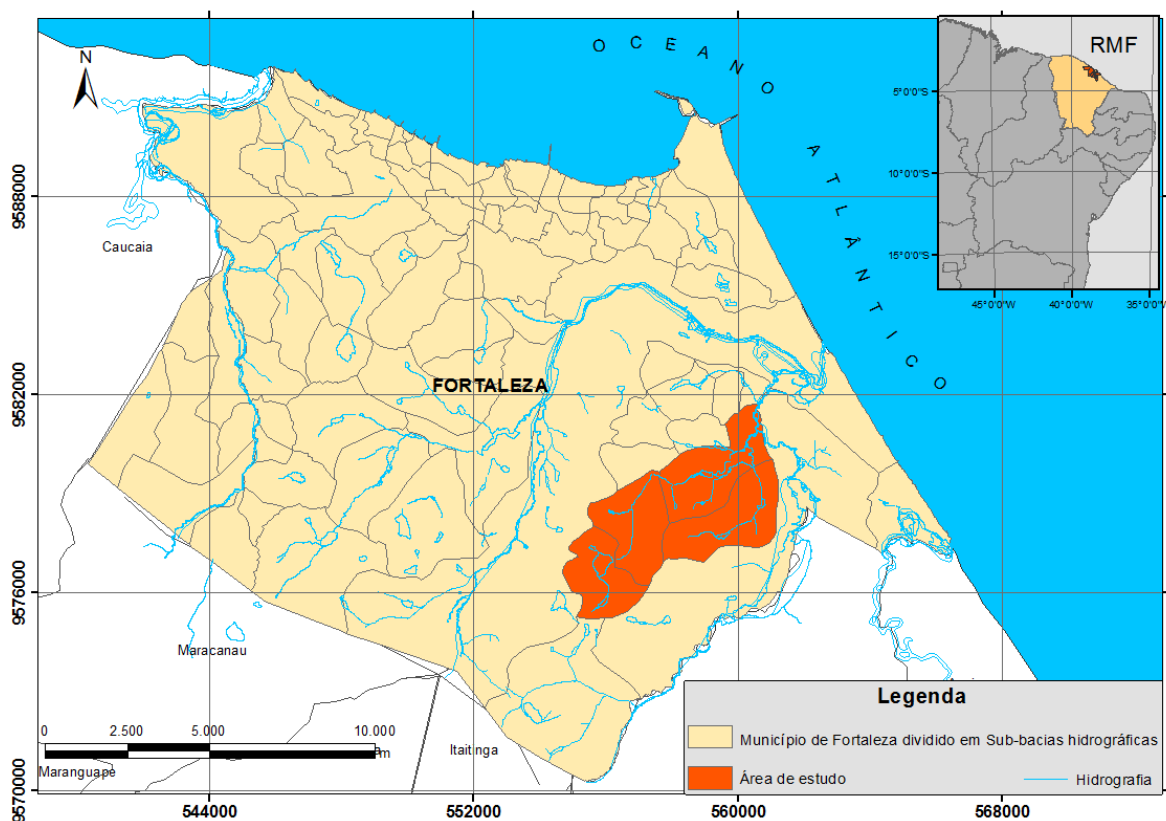 N
OCEANO ATLÂNTICO
RMF
5°0'0"S
10°0'0"S
15°0'0"S
45°0'0"W
40°0'0"W
35°0'0"W
9588000
9582000
9576000
9570000
Caucaia
FORTALEZA
Maracanau
Itaitinga
Maranguape
0
2.500
5.000
10.000
m
544000
552000
560000
568000
Legenda
Município de Fortaleza dividido em Sub-bacias hidrográficas
Área de estudo
Hidrografia